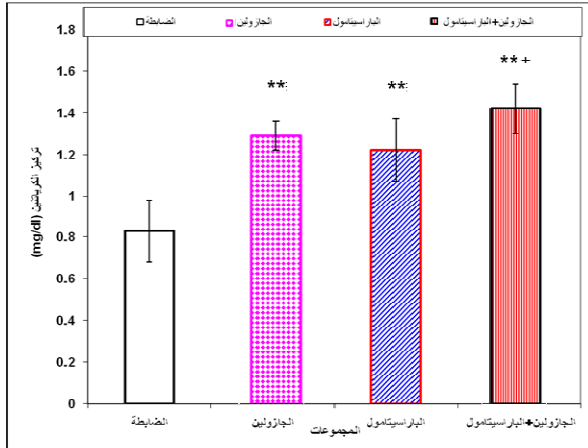 الضابطة الجازولين الباراسيتامول الجازولين+الباراسيتامول
1.8
1.6
1.4
1.2
1
0.8
0.6
0.4
0.2
0
** ** **+
تركيز الكرياتنين (mg/dl)
الضابطة الجازولين الباراسيتامول الجازولين+الباراسيتامول
المجموعات